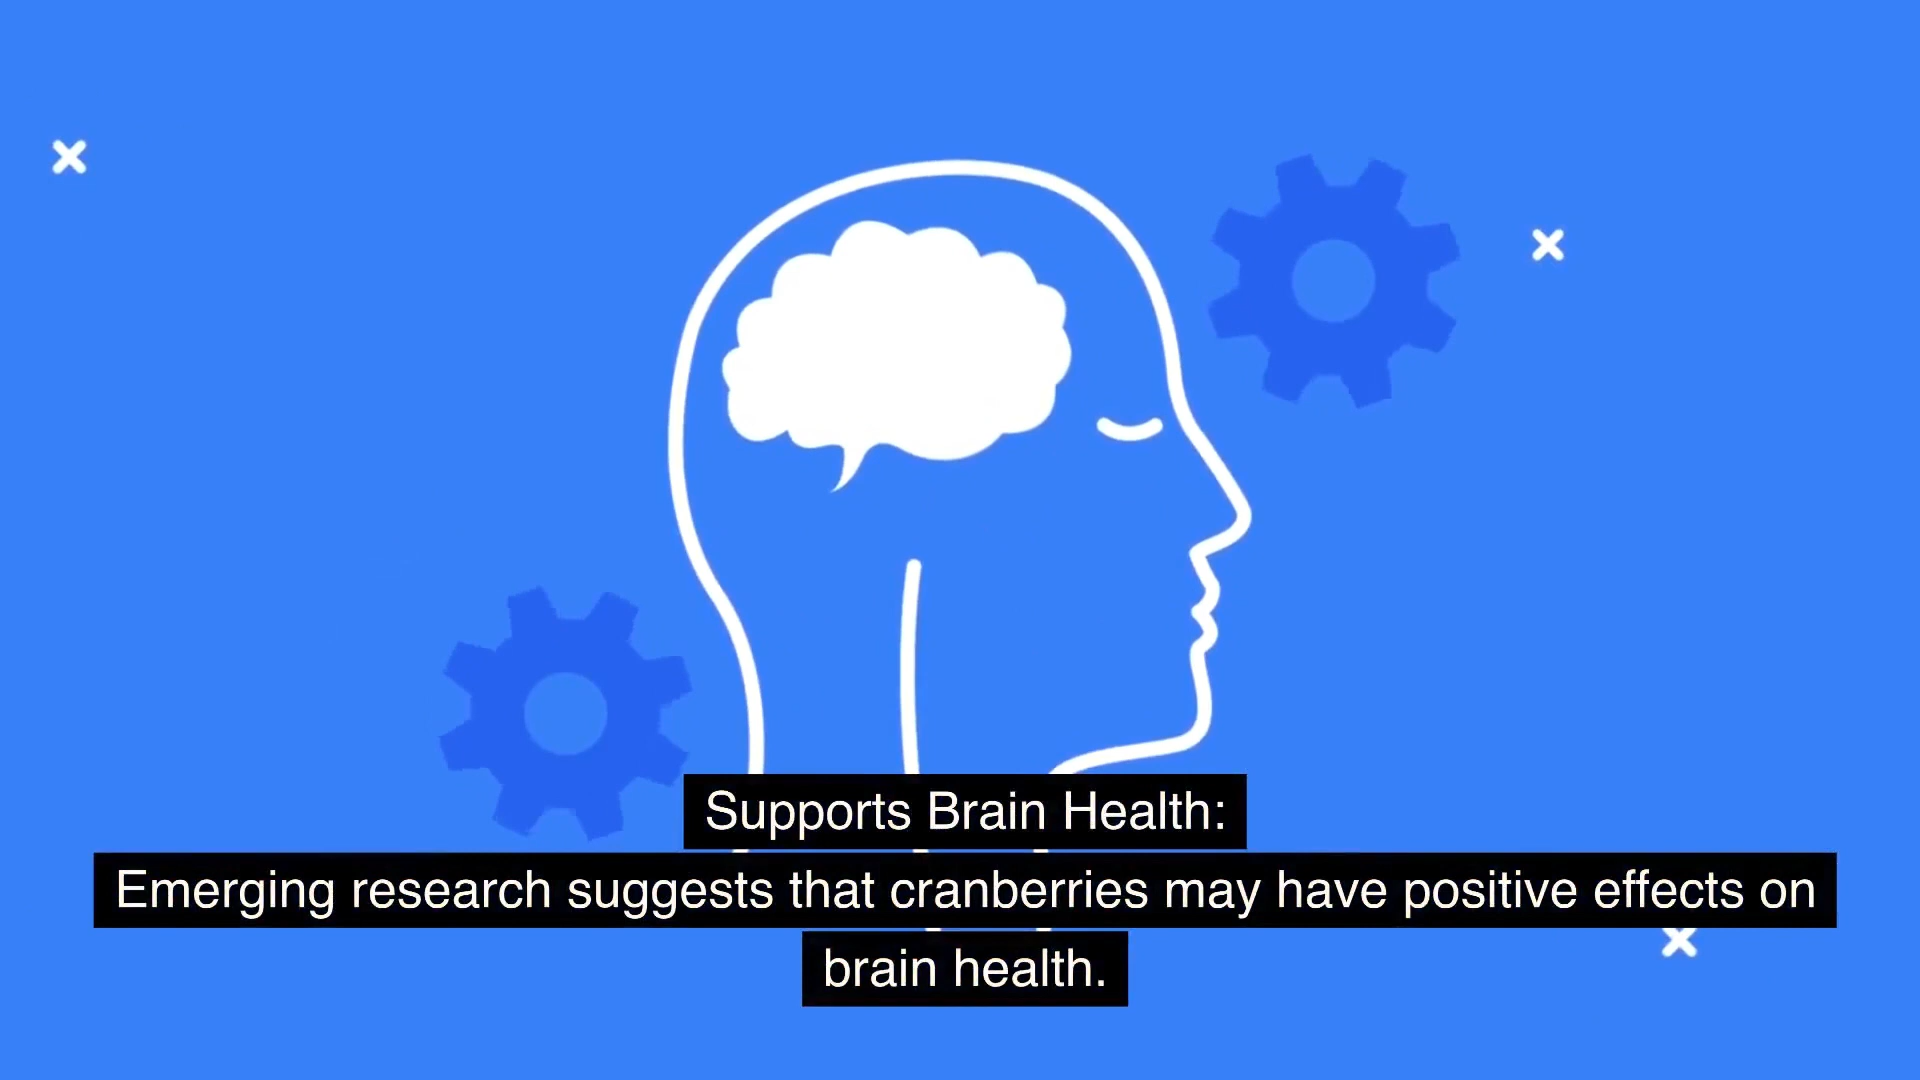 Supports Brain Health:
Emerging research suggests that cranberries may have positive effects on
brain health.